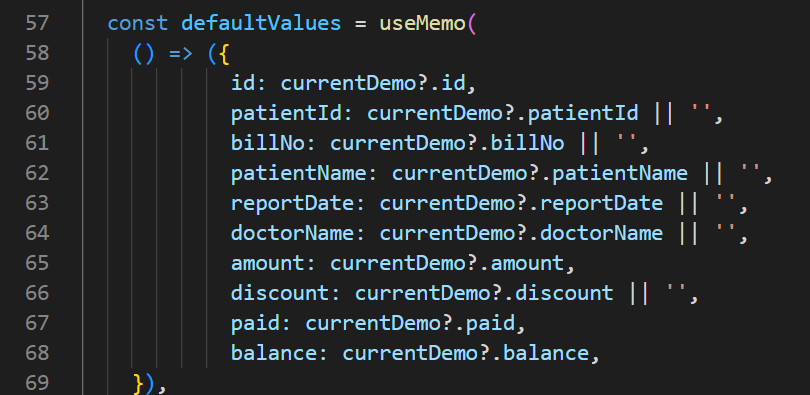 57 const defaultValues = useMemo(
58 () => ({
59 id: currentDemo?.id,
60 patientId: currentDemo?.patientId || '',
61 billNo: currentDemo?.billNo || '',
62 patientName: currentDemo?.patientName || '',
63 reportDate: currentDemo?.reportDate || '',
64 doctorName: currentDemo?.doctorName || '',
65 amount: currentDemo?.amount,
66 discount: currentDemo?.discount || '',
67 paid: currentDemo?.paid,
68 balance: currentDemo?.balance,
69 }),